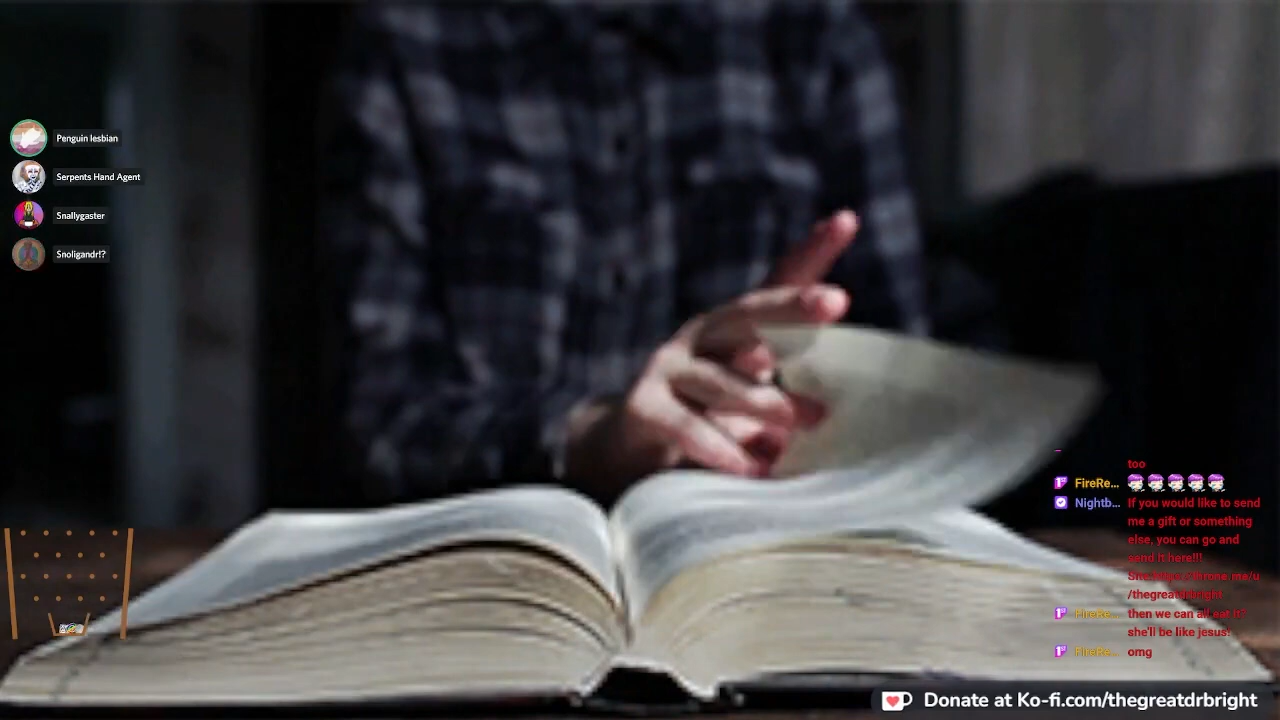 Penguin lesbian
Serpents Hand Agent
Snallygaster
Snoligandr!?
too
FireRe...
Nightb... If you would like to send
me a gift or something
else, you can go and
send it here!!!
/thegreatdrbright
FireRe... then we can all eat it?
she'll be like jesus!
FireRe... omg
Donate at Ko-fi.com/thegreatdrbright